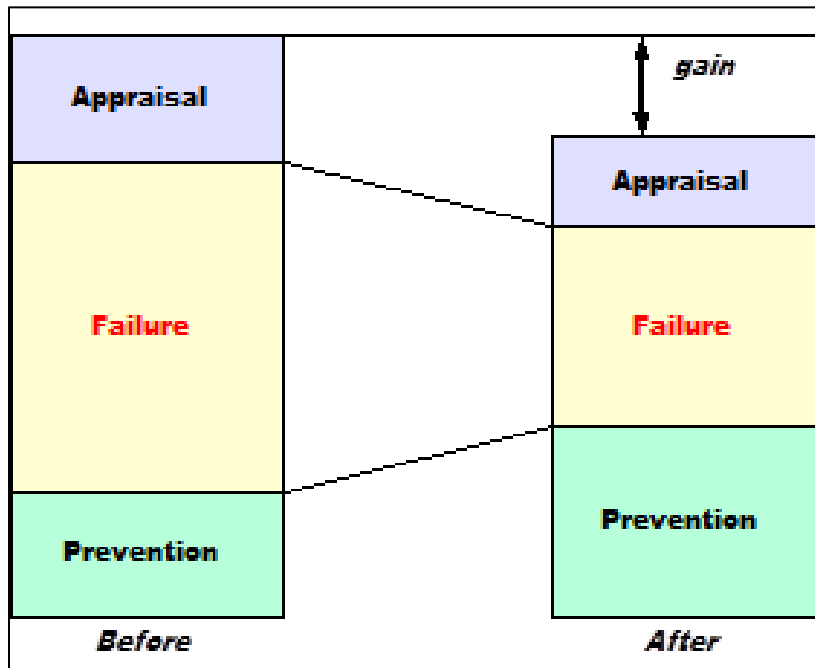 Appraisal
gain
Appraisal
Failure
Failure
Prevention
Prevention
Before
After